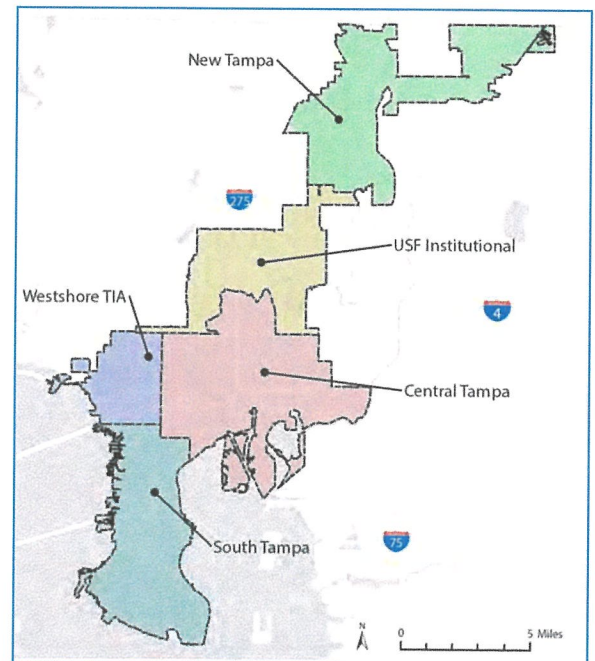 New Tampa
275
USF Institutional
Westshore TIA
4
Central Tampa
75
South Tampa
N
0 5 Miles